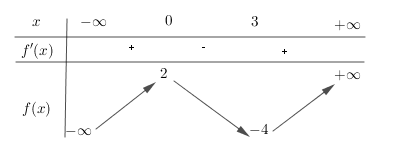 x −∞ 0 3 +∞
f′(x) + - +
2 +∞
f(x)
−∞ −4